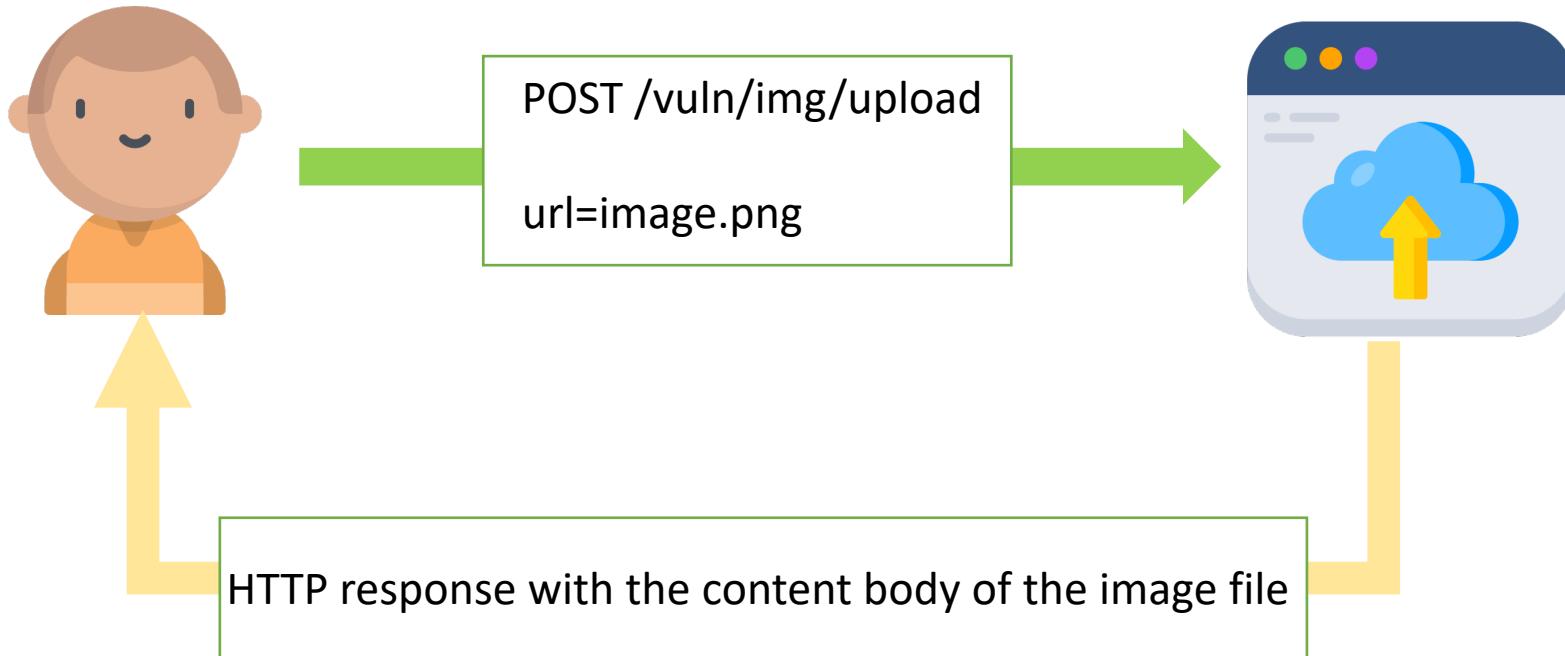 POST /vuln/img/upload
url=image.png
HTTP response with the content body of the image file